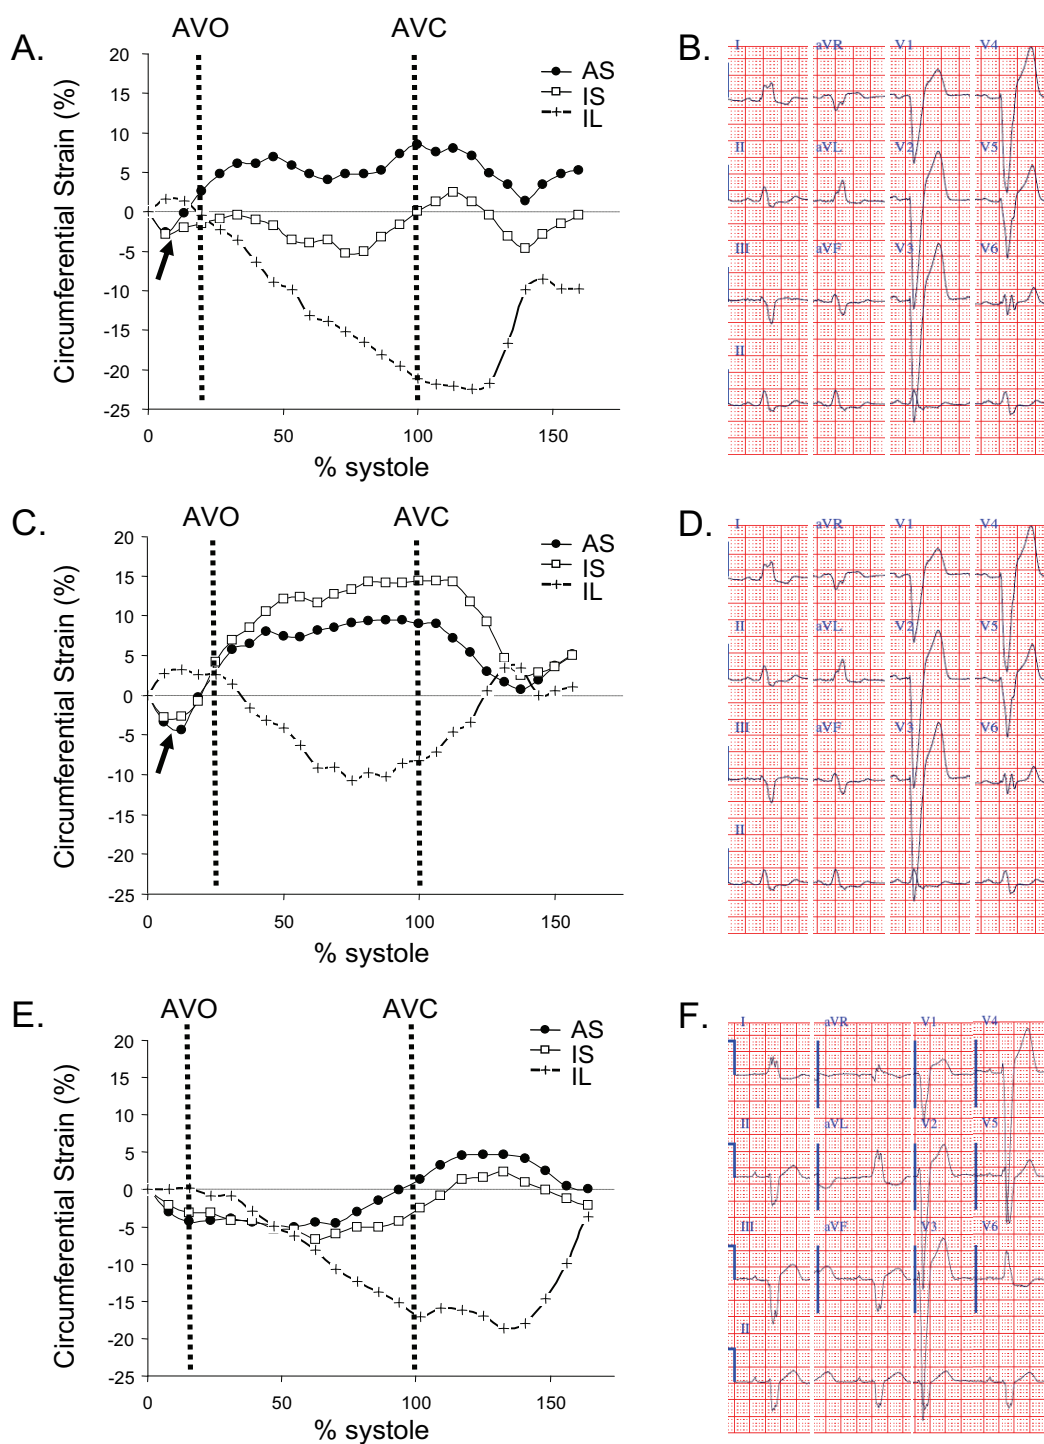 A.
AVO
AVC
20
15
10
5
0
-5
-10
-15
-20
-25
Circumferential Strain (%)
AS
IS
IL
0
50
100
150
% systole
B.
I
aVR
V1
V4
II
aVL
V2
V5
III
aVF
V3
V6
II
C.
AVO
AVC
20
15
10
5
0
-5
-10
-15
-20
-25
Circumferential Strain (%)
AS
IS
IL
0
50
100
150
% systole
D.
I
aVR
V1
V4
II
aVL
V2
V5
III
aVF
V3
V6
II
E.
AVO
AVC
20
15
10
5
0
-5
-10
-15
-20
-25
Circumferential Strain (%)
AS
IS
IL
0
50
100
150
% systole
F.
I
aVR
V1
V4
II
aVL
V2
V5
III
aVF
V3
V6
II